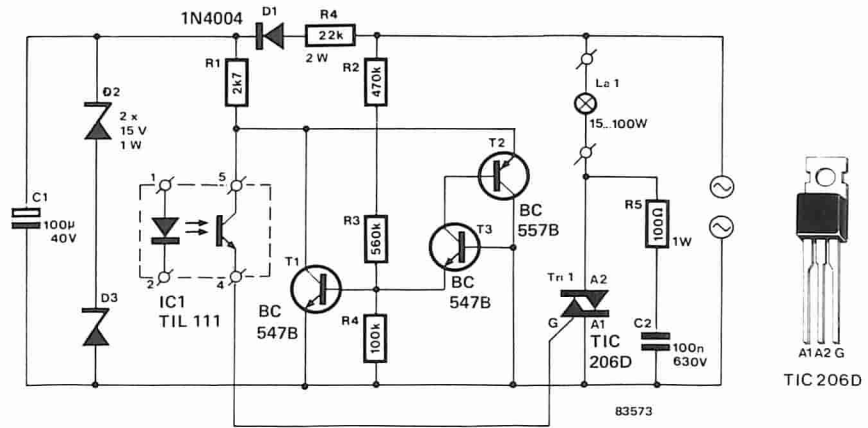 1N4004
D1
R4
22k
2 W
R1
2k7
R2
470k
D2
2 x
15 V
1 W
La 1
15...100W
T2
BC
557B
1
5
C1
100µ
40V
R3
560k
T3
BC
547B
R5
100Ω
1W
2
4
IC1
TIL 111
T1
BC
547B
D3
R4
100k
Tri 1
A2
G
A1
TIC
206D
C2
100n
630V
A1 A2 G
TIC 206D
83573